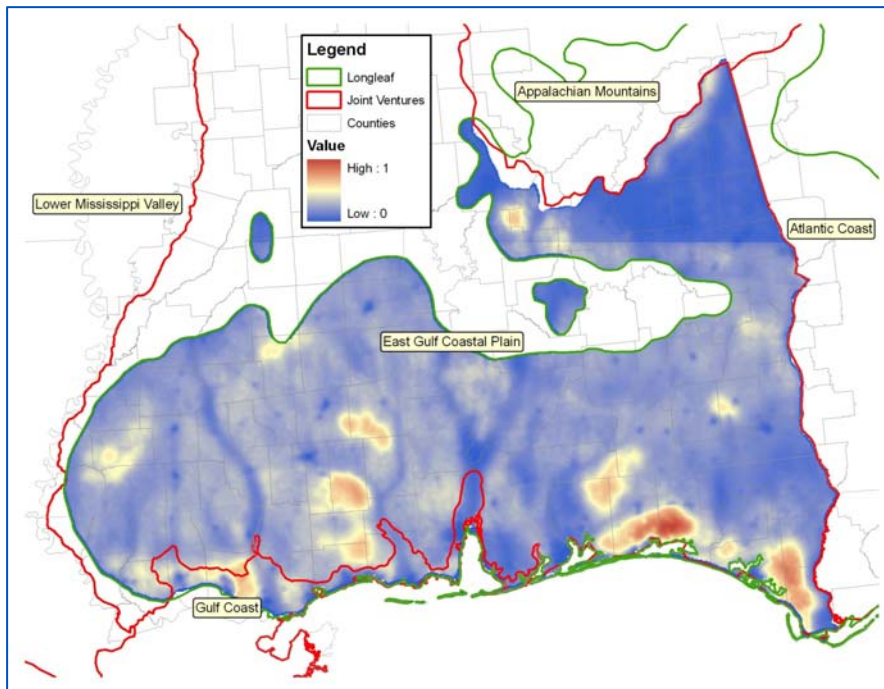 Legend
Longleaf
Joint Ventures
Counties
Value
High : 1
Low : 0
Appalachian Mountains
Lower Mississippi Valley
Atlantic Coast
East Gulf Coastal Plain
Gulf Coast